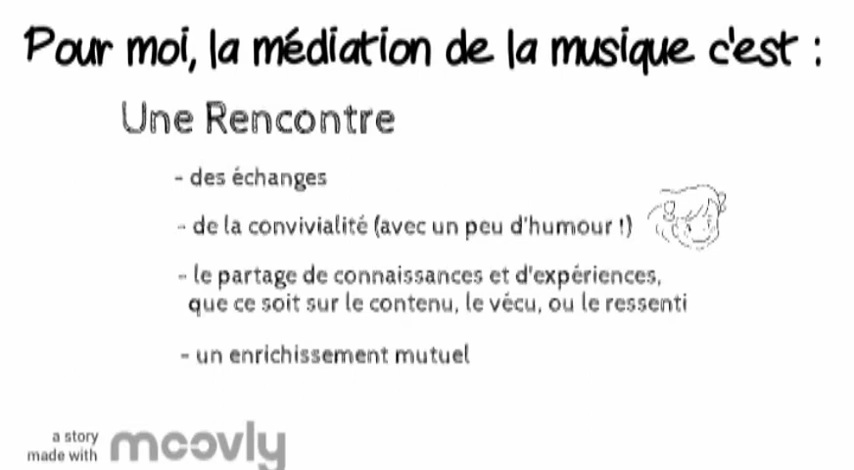 Pour moi, la médiation de la musique c'est :
Une Rencontre
- des échanges
- de la convivialité (avec un peu d'humour !)
- le partage de connaissances et d'expériences,
que ce soit sur le contenu, le vécu, ou le ressenti
- un enrichissement mutuel
a story
made with moovly